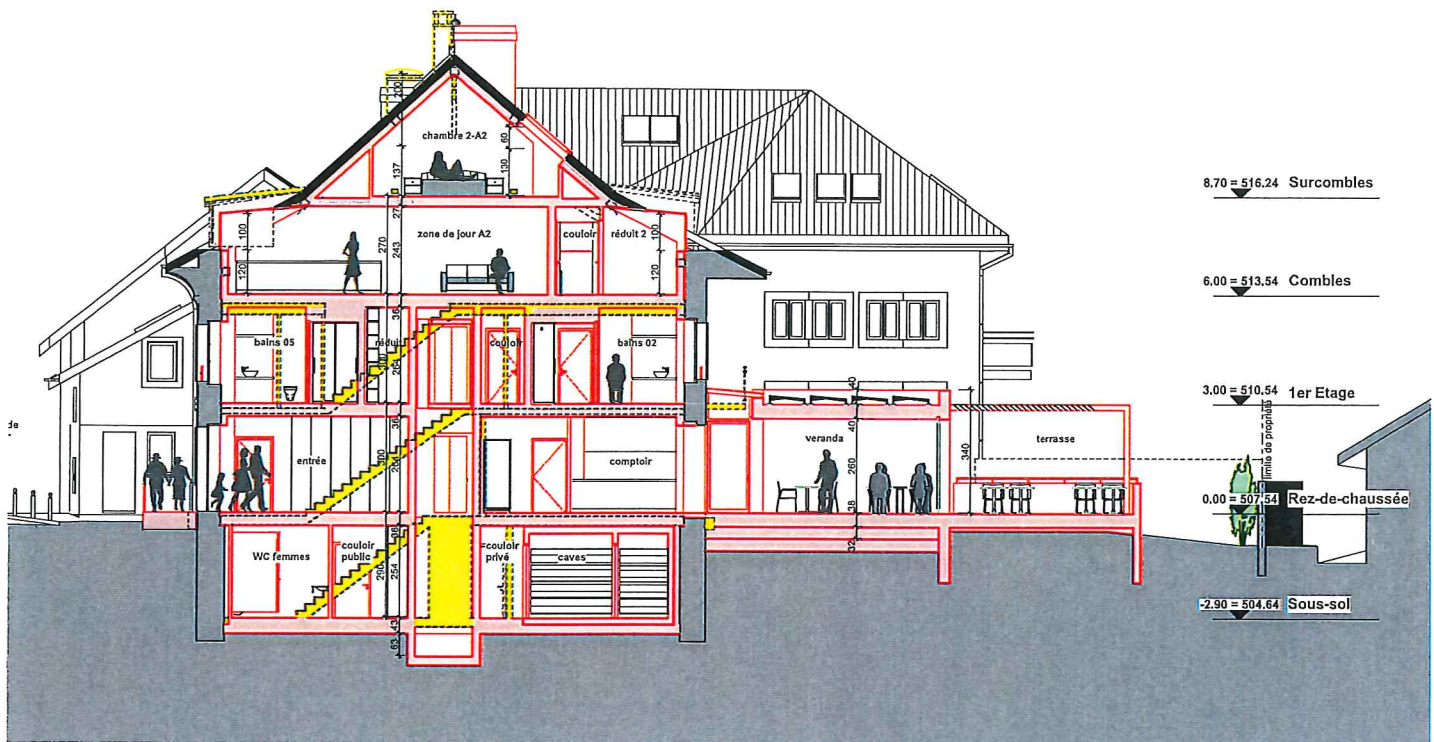 200
chambre 2-A2
60
137
130
8.70 = 516.24 Surcombles
27
100
270
243
zone de jour A2
couloir
réduit 2
100
120
120
6.00 = 513.54 Combles
36
bains 05
réduit
couloir
bains 02
264
40
3.00 = 510.54 1er Etage
36
40
entrée
300
264
comptoir
veranda
260
340
terrasse
limite de propriété
de
38
0.00 = 507.54 Rez-de-chaussée
36
WC femmes
couloir
public
290
254
couloir
privé
caves
32
-2.90 = 504.64 Sous-sol
43
63